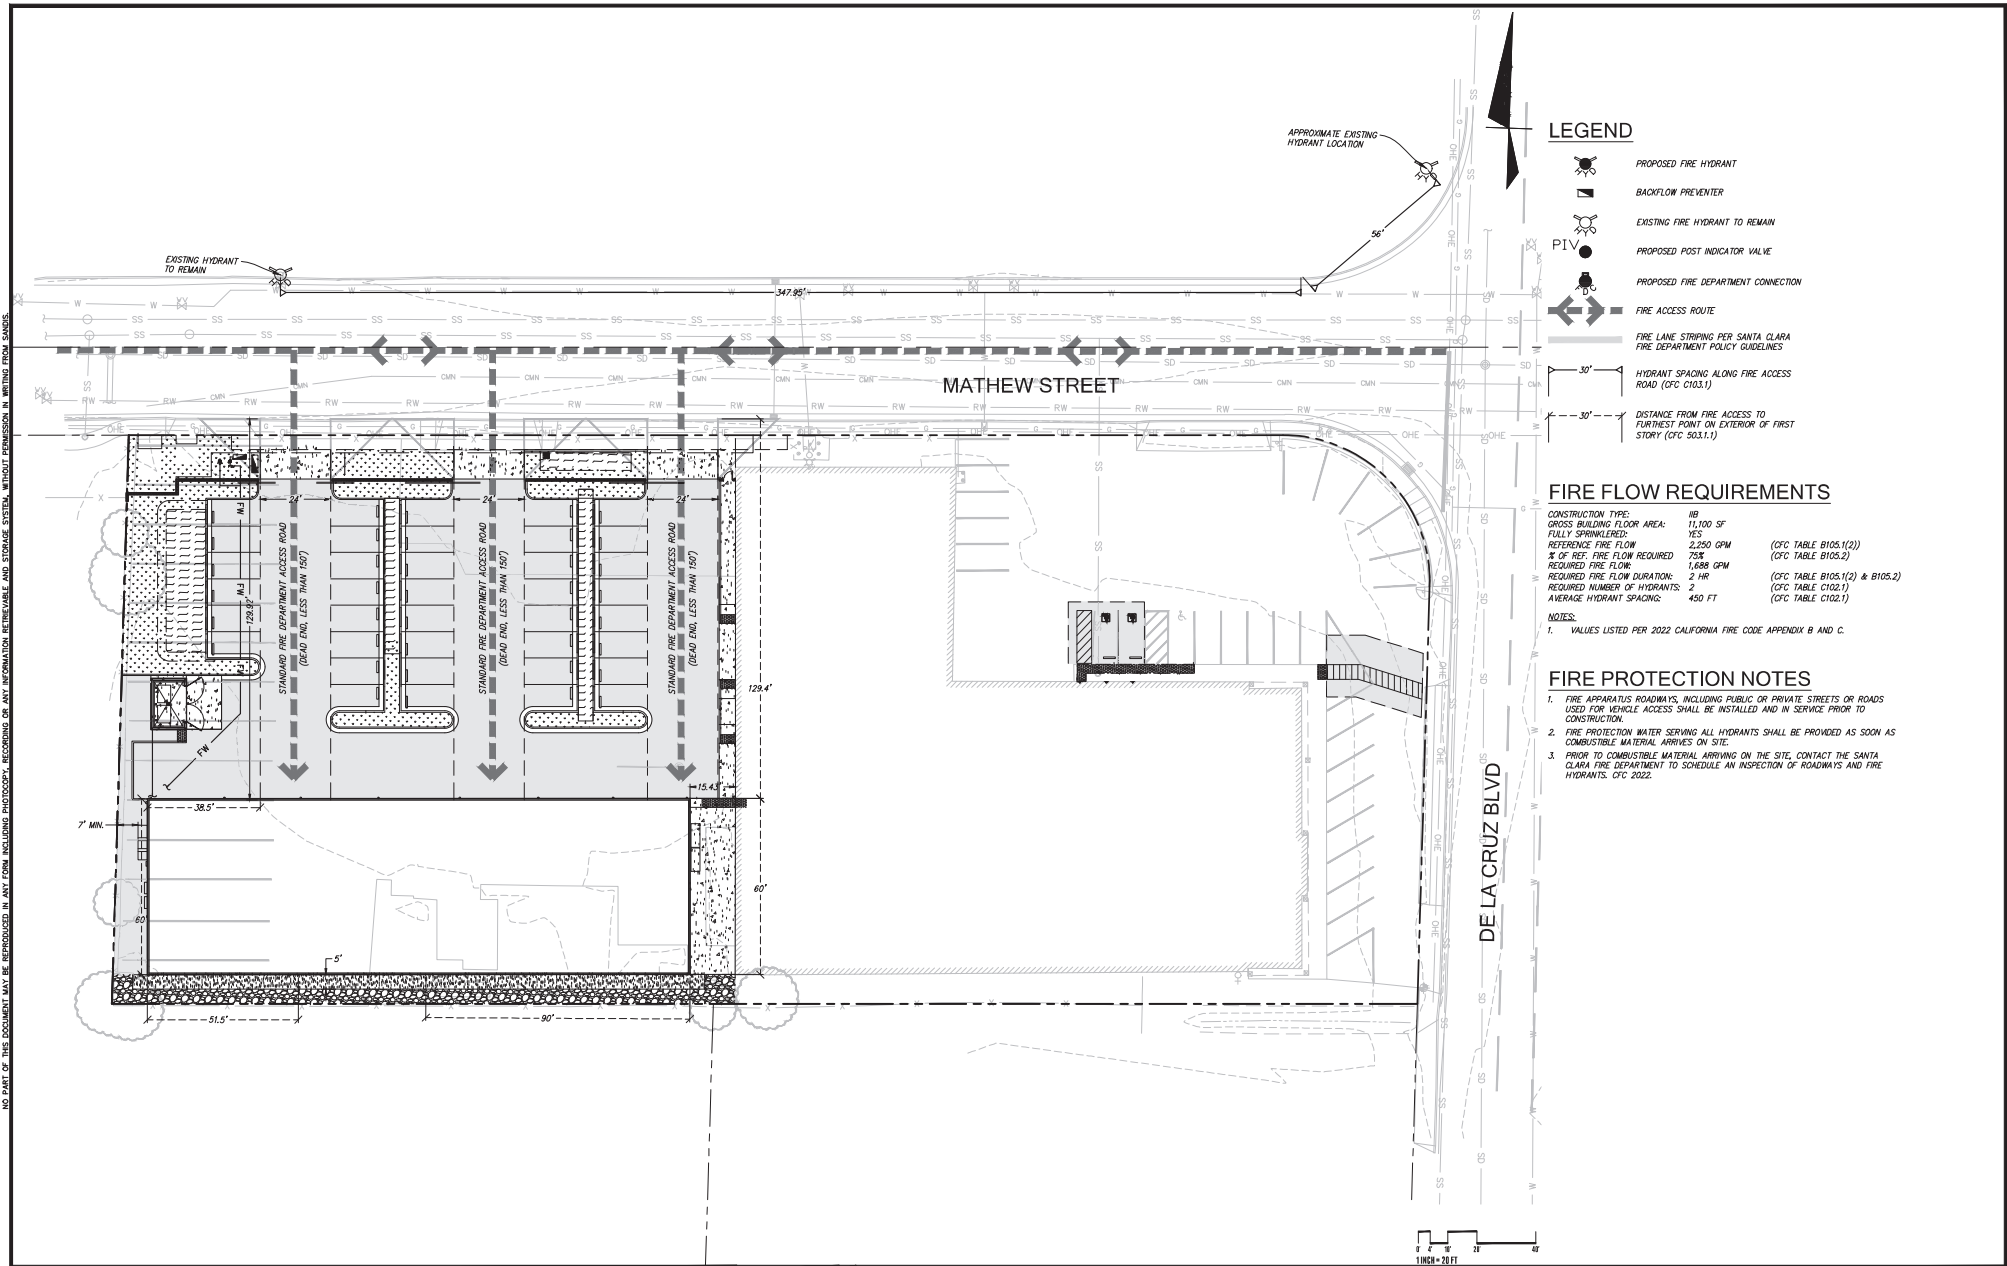 NO PART OF THIS DOCUMENT MAY BE REPRODUCED IN ANY FORM INCLUDING PHOTOCOPY, RECORDING OR ANY INFORMATION RETRIEVABLE AND STORAGE SYSTEM, WITHOUT PERMISSION IN WRITING FROM SANDIS.
APPROXIMATE EXISTING
HYDRANT LOCATION
56'
EXISTING HYDRANT
TO REMAIN
347.95'
MATHEW STREET
DE LA CRUZ BLVD
24'
24'
24'
STANDARD FIRE DEPARTMENT ACCESS ROAD
(DEAD END, LESS THAN 150')
STANDARD FIRE DEPARTMENT ACCESS ROAD
(DEAD END, LESS THAN 150')
STANDARD FIRE DEPARTMENT ACCESS ROAD
(DEAD END, LESS THAN 150')
FW
FW
FW
FW
129.92'
129.4'
15.43'
38.5'
7' MIN.
60'
60'
5'
51.5'
90'
LEGEND
PROPOSED FIRE HYDRANT
BACKFLOW PREVENTER
EXISTING FIRE HYDRANT TO REMAIN
PIV
PROPOSED POST INDICATOR VALVE
PROPOSED FIRE DEPARTMENT CONNECTION
FIRE ACCESS ROUTE
FIRE LANE STRIPING PER SANTA CLARA
FIRE DEPARTMENT POLICY GUIDELINES
30'
HYDRANT SPACING ALONG FIRE ACCESS
ROAD (CFC C103.1)
30'
DISTANCE FROM FIRE ACCESS TO
FURTHEST POINT ON EXTERIOR OF FIRST
STORY (CFC 503.1.1)
FIRE FLOW REQUIREMENTS
CONSTRUCTION TYPE: IIB
GROSS BUILDING FLOOR AREA: 11,100 SF
FULLY SPRINKLERED: YES
REFERENCE FIRE FLOW 2,250 GPM (CFC TABLE B105.1(2))
% OF REF. FIRE FLOW REQUIRED 75% (CFC TABLE B105.2)
REQUIRED FIRE FLOW: 1,688 GPM
REQUIRED FIRE FLOW DURATION: 2 HR (CFC TABLE B105.1(2) & B105.2)
REQUIRED NUMBER OF HYDRANTS: 2 (CFC TABLE C102.1)
AVERAGE HYDRANT SPACING: 450 FT (CFC TABLE C102.1)
NOTES:
1. VALUES LISTED PER 2022 CALIFORNIA FIRE CODE APPENDIX B AND C.
FIRE PROTECTION NOTES
1. FIRE APPARATUS ROADWAYS, INCLUDING PUBLIC OR PRIVATE STREETS OR ROADS
USED FOR VEHICLE ACCESS SHALL BE INSTALLED AND IN SERVICE PRIOR TO
CONSTRUCTION.
2. FIRE PROTECTION WATER SERVING ALL HYDRANTS SHALL BE PROVIDED AS SOON AS
COMBUSTIBLE MATERIAL ARRIVES ON SITE.
3. PRIOR TO COMBUSTIBLE MATERIAL ARRIVING ON THE SITE, CONTACT THE SANTA
CLARA FIRE DEPARTMENT TO SCHEDULE AN INSPECTION OF ROADWAYS AND FIRE
HYDRANTS. CFC 2022.
0' 4' 10' 20' 40'
1 INCH = 20 FT